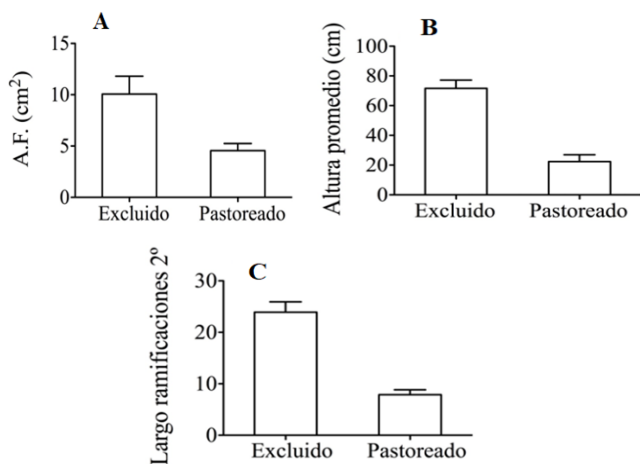 A
A.F. (cm²)
15
10
5
0
Excluido Pastoreado
B
Altura promedio (cm)
100
80
60
40
20
0
Excluido Pastoreado
C
Largo ramificaciones 2º
30
20
10
0
Excluido Pastoreado